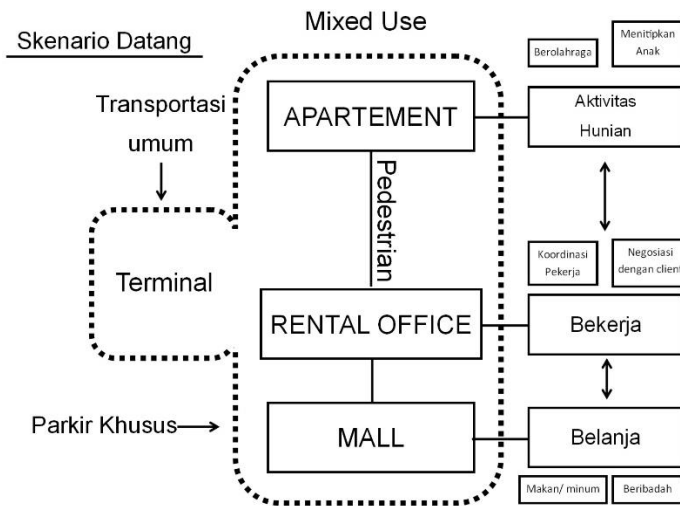 Mixed Use
Skenario Datang
Berolahraga
Menitipkan
Anak
Transportasi
umum
APARTEMENT
Aktivitas
Hunian
Pedestrian
Terminal
Koordinasi
Pekerja
Negosiasi
dengan client
RENTAL OFFICE
Bekerja
Parkir Khusus
MALL
Belanja
Makan/ minum
Beribadah